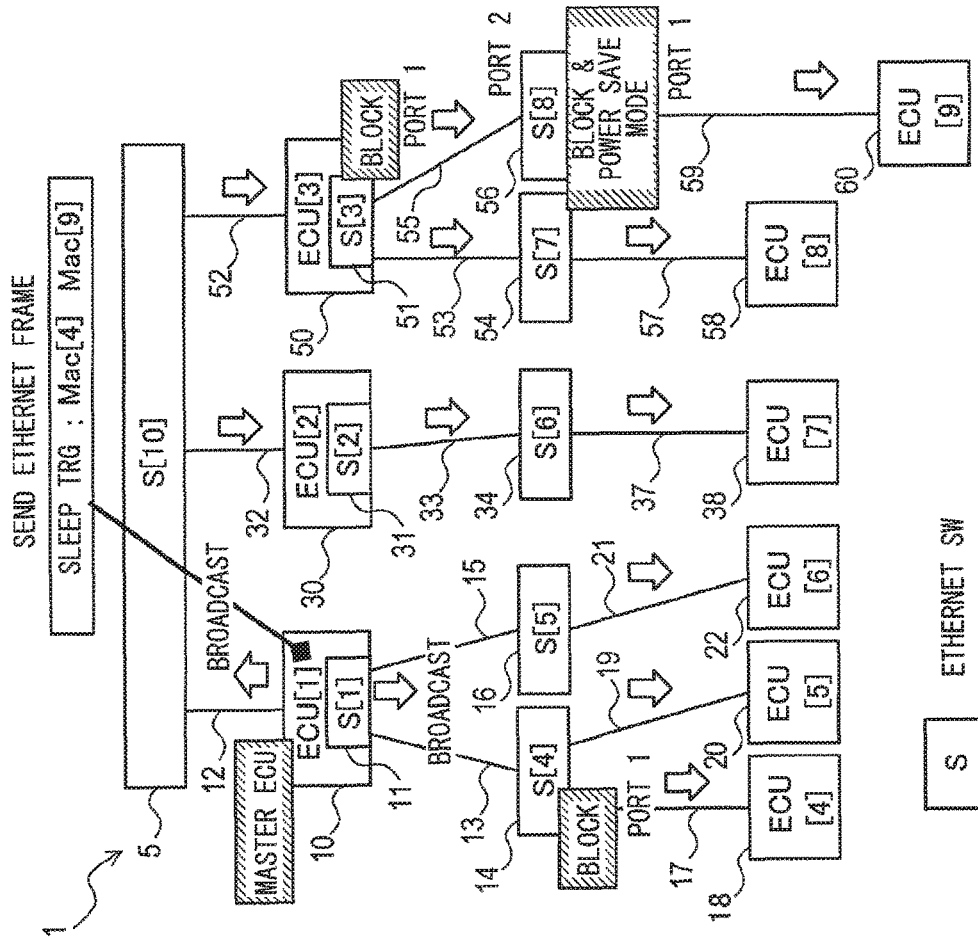 SEND ETHERNET FRAME
SLEEP TRG : Mac[4] Mac[9]
1
5
S[10]
BROADCAST
12
32
52
MASTER ECU
ECU[1]
S[1]
10
11
ECU[2]
S[2]
30
31
ECU[3]
S[3]
50
51
BLOCK
PORT 1
BROADCAST
13
15
33
53
55
PORT 2
14
S[4]
16
S[5]
34
S[6]
54
S[7]
56
S[8]
BLOCK
PORT 1
BLOCK &
POWER SAVE
MODE
PORT 1
17
19
21
37
57
59
18
ECU
[4]
20
ECU
[5]
22
ECU
[6]
38
ECU
[7]
58
ECU
[8]
60
ECU
[9]
S
ETHERNET SW